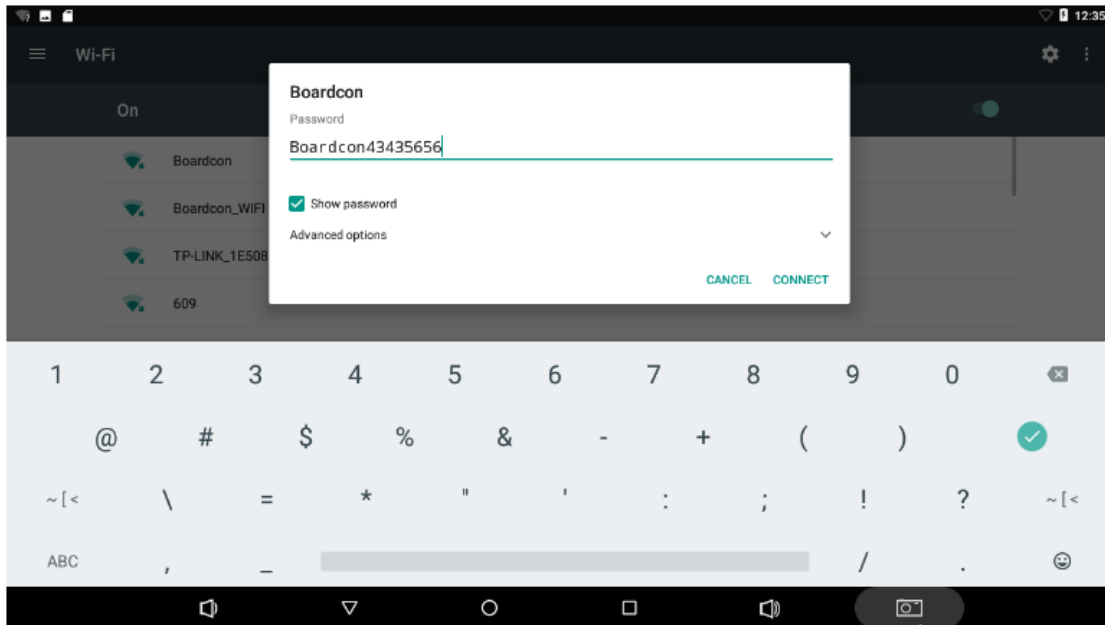 12:35
Wi-Fi
On
Boardcon
Password
Boardcon43435656
Show password
Advanced options
CANCEL CONNECT
Boardcon
Boardcon_WIFI
TP-LINK_1E508
609
1 2 3 4 5 6 7 8 9 0
@ # $ % & - + ( )
~ [ < \ = * " ' : ; ! ? ~ [ <
ABC , _ / .